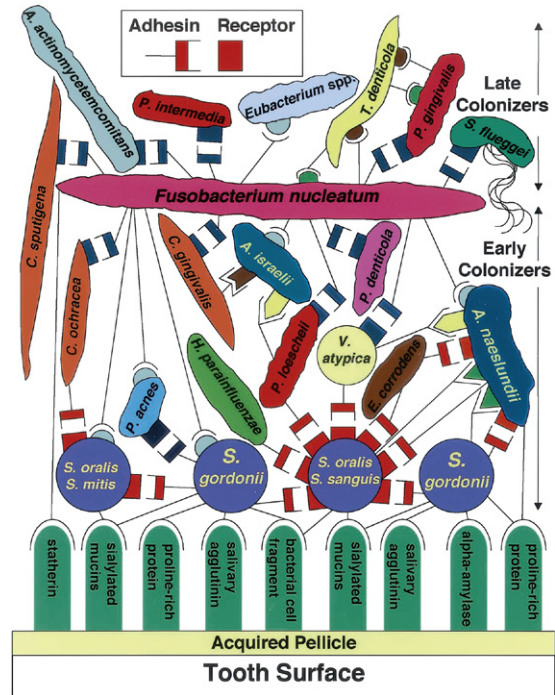 A. actinomycetemcomitans
Adhesin Receptor
P. intermedia
Eubacterium spp.
T. denticola
P. gingivalis
Late
Colonizers
S. flueggei
C. sputigena
Fusobacterium nucleatum
Early
Colonizers
C. ochracea
C. gingivalis
A. israelii
P. denticola
A. naeslundii
P. loescheii
V.
atypica
H. parainfluenzae
E. corrodens
P. acnes
S. oralis
S. mitis
S.
gordonii
S. oralis
S. sanguis
S.
gordonii
statherin
sialylated
mucins
proline-rich
protein
salivary
agglutinin
bacterial cell
fragment
sialylated
mucins
salivary
agglutinin
alpha-amylase
proline-rich
protein
Acquired Pellicle
Tooth Surface